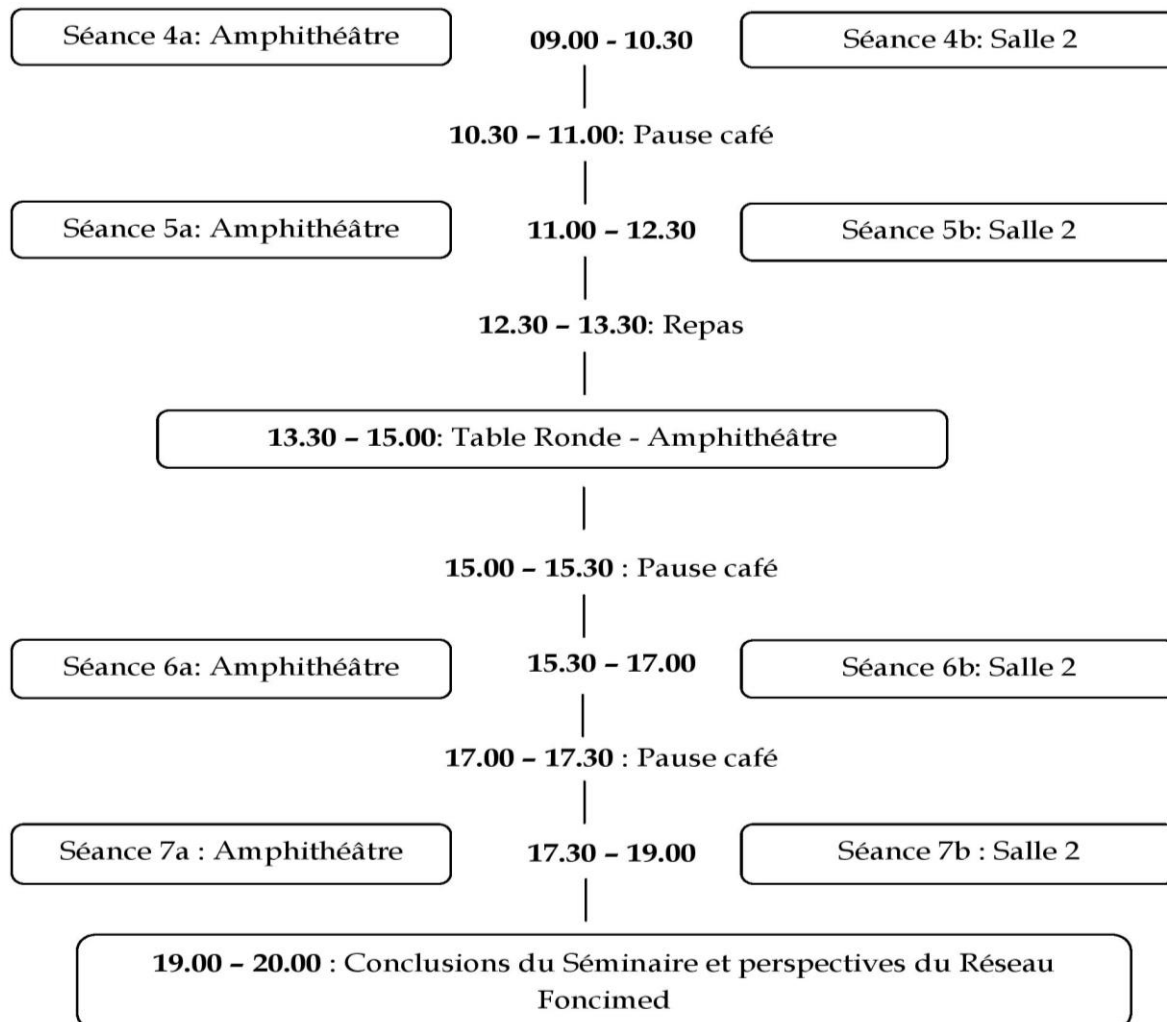 Séance 4a: Amphithéâtre
09.00 - 10.30
Séance 4b: Salle 2
10.30 – 11.00: Pause café
Séance 5a: Amphithéâtre
11.00 – 12.30
Séance 5b: Salle 2
12.30 – 13.30: Repas
13.30 – 15.00: Table Ronde - Amphithéâtre
15.00 – 15.30 : Pause café
Séance 6a: Amphithéâtre
15.30 – 17.00
Séance 6b: Salle 2
17.00 – 17.30 : Pause café
Séance 7a : Amphithéâtre
17.30 – 19.00
Séance 7b : Salle 2
19.00 – 20.00 : Conclusions du Séminaire et perspectives du Réseau
Foncimed